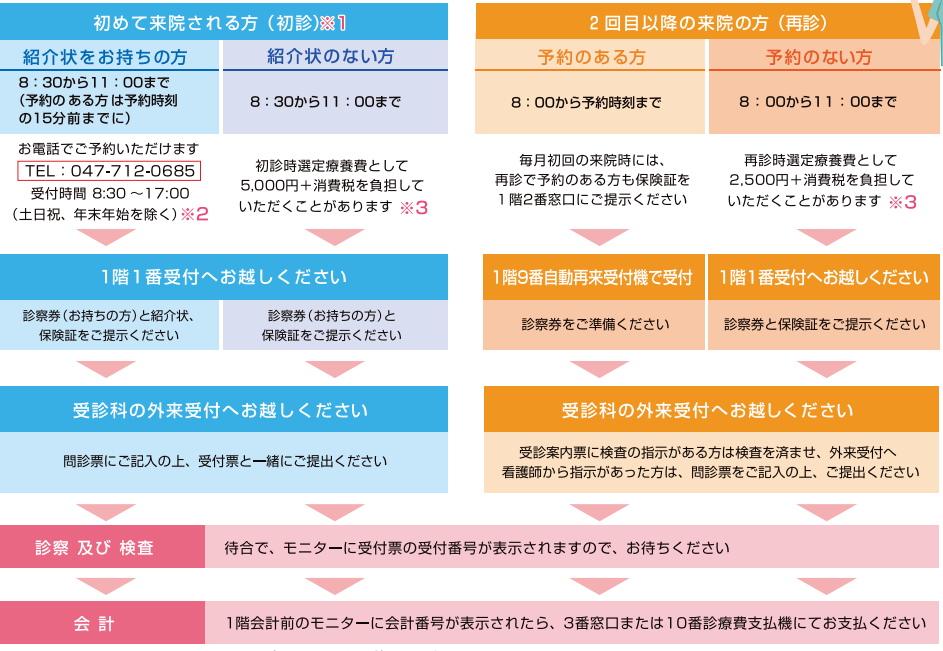 初めて来院される方（初診）※1
紹介状をお持ちの方
8：30から11：00まで
（予約のある方は予約時刻
の15分前までに）
お電話でご予約いただけます
TEL：047-712-0685
受付時間 8:30～17:00
（土日祝、年末年始を除く）※2
紹介状のない方
8：30から11：00まで
初診時選定療養費として
5,000円＋消費税を負担して
いただくことがあります ※3
1階1番受付へお越しください
診察券（お持ちの方）と紹介状、
保険証をご提示ください
診察券（お持ちの方）と
保険証をご提示ください
受診科の外来受付へお越しください
問診票にご記入の上、受付票と一緒にご提出ください
2回目以降の来院の方（再診）
予約のある方
8：00から予約時刻まで
毎月初回の来院時には、
再診で予約のある方も保険証を
1階2番窓口にご提示ください
予約のない方
8：00から11：00まで
再診時選定療養費として
2,500円＋消費税を負担して
いただくことがあります ※3
1階9番自動再来受付機で受付
診察券をご準備ください
1階1番受付へお越しください
診察券と保険証をご提示ください
受診科の外来受付へお越しください
受診案内票に検査の指示がある方は検査を済ませ、外来受付へ
看護師から指示があった方は、問診票をご記入の上、ご提出ください
診察 及び 検査
待合で、モニターに受付票の受付番号が表示されますので、お待ちください
会計
1階会計前のモニターに会計番号が表示されたら、3番窓口または10番診療費支払機にてお支払ください